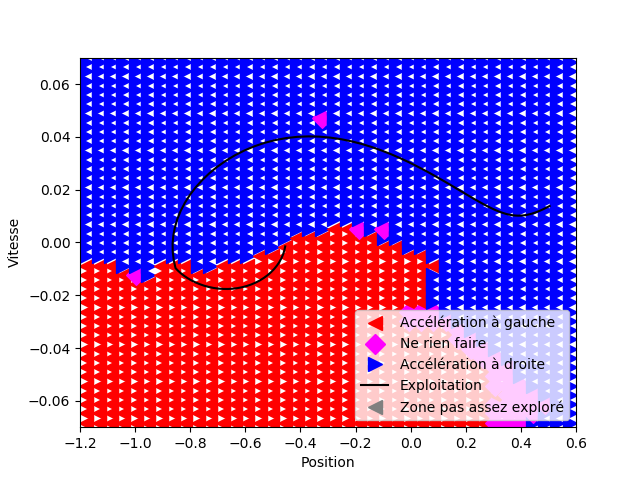 0.06
0.04
0.02
0.00
−0.02
−0.04
−0.06
Vitesse
Accélération à gauche
Ne rien faire
Accélération à droite
Exploitation
Zone pas assez exploré
−1.2 −1.0 −0.8 −0.6 −0.4 −0.2 0.0 0.2 0.4 0.6
Position